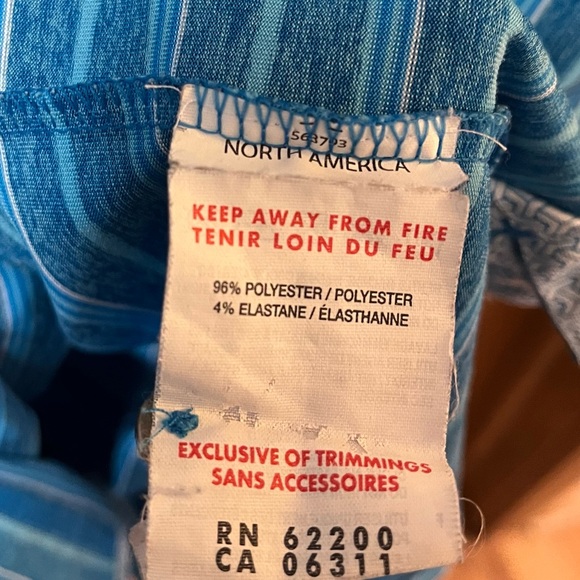 563793
NORTH AMERICA
KEEP AWAY FROM FIRE
TENIR LOIN DU FEU
96% POLYESTER / POLYESTER
4% ELASTANE / ÉLASTHANNE
EXCLUSIVE OF TRIMMINGS
SANS ACCESSOIRES
RN 62200
CA 06311